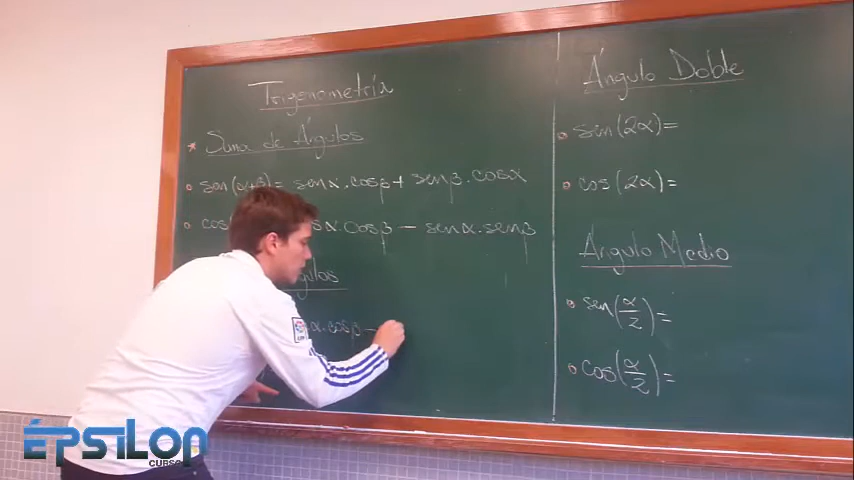 Trigonometría
* Suma de Ángulos
sen(α+β)= senα.cosβ + senβ.cosα
cos α.cosβ - senα.senβ
α.cosβ -
Ángulo Doble
sen(2α)=
cos(2α)=
Ángulo Medio
sen(α/2)=
cos(α/2)=
ÉPSILON
CURSOS